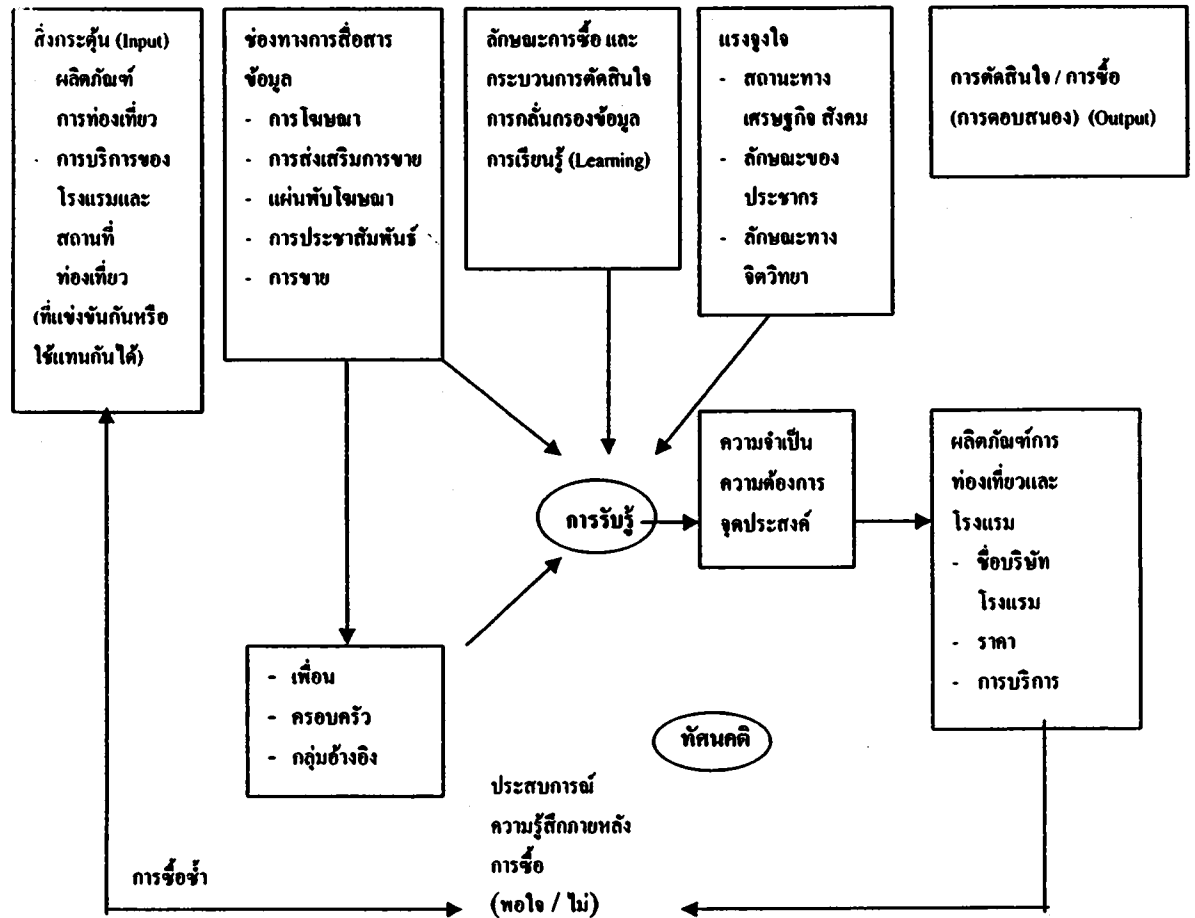 สิ่งกระตุ้น (Input)
ผลิตภัณฑ์
การท่องเที่ยว
- การบริการของ
โรงแรมและ
สถานที่
ท่องเที่ยว
(ที่แข่งขันกันหรือ
ใช้แทนกันได้)
ช่องทางการสื่อสาร
ข้อมูล
- การโฆษณา
- การส่งเสริมการขาย
- แผ่นพับโฆษณา
- การประชาสัมพันธ์
- การขาย
ลักษณะการซื้อ และ
กระบวนการตัดสินใจ
การกลั่นกรองข้อมูล
การเรียนรู้ (Learning)
แรงจูงใจ
- สถานะทาง
เศรษฐกิจ สังคม
- ลักษณะของ
ประชากร
- ลักษณะทาง
จิตวิทยา
การตัดสินใจ / การซื้อ
(การตอบสนอง) (Output)
การรับรู้
ความจำเป็น
ความต้องการ
จุดประสงค์
ผลิตภัณฑ์การ
ท่องเที่ยวและ
โรงแรม
- ชื่อบริษัท
โรงแรม
- ราคา
- การบริการ
- เพื่อน
- ครอบครัว
- กลุ่มอ้างอิง
ทัศนคติ
ประสบการณ์
ความรู้สึกภายหลัง
การซื้อ
(พอใจ / ไม่)
การซื้อซ้ำ